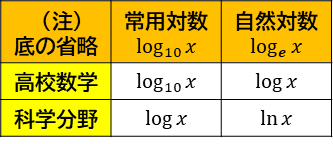 （注）
底の省略
常用対数
log₁₀ x
自然対数
logₑ x
高校数学
log₁₀ x
log x
科学分野
log x
ln x